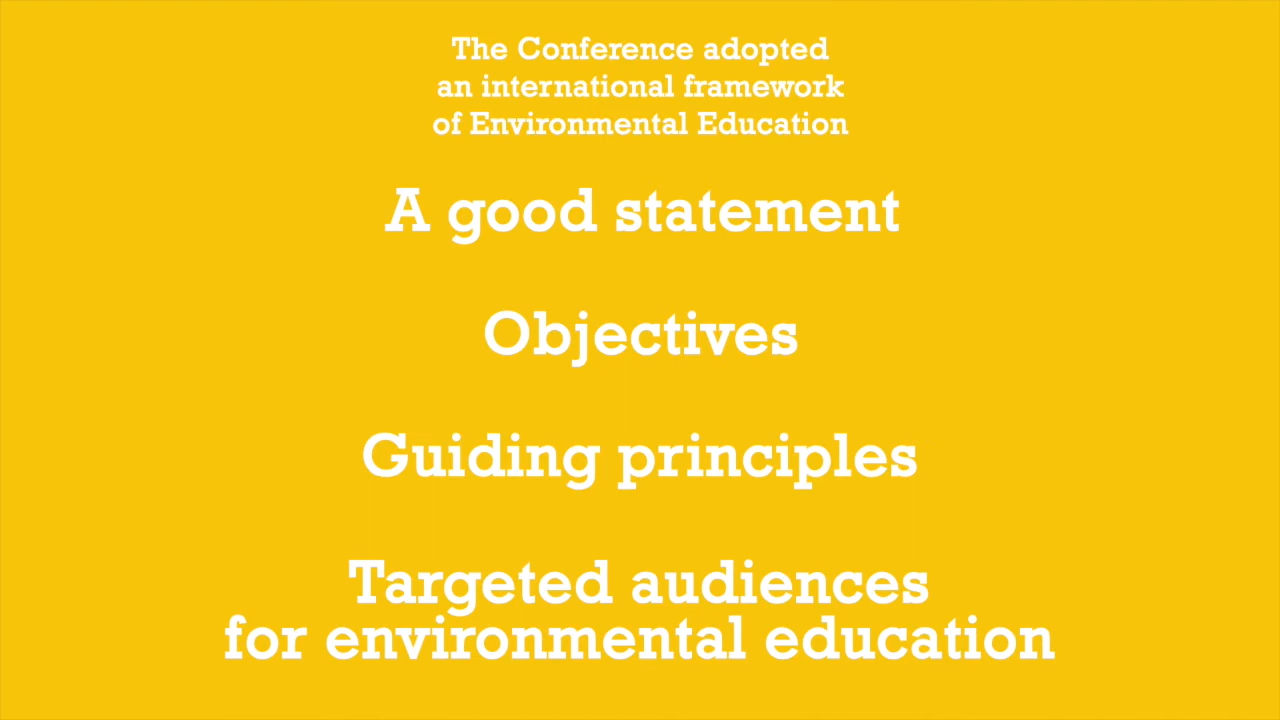 The Conference adopted
an international framework
of Environmental Education
A good statement
Objectives
Guiding principles
Targeted audiences
for environmental education